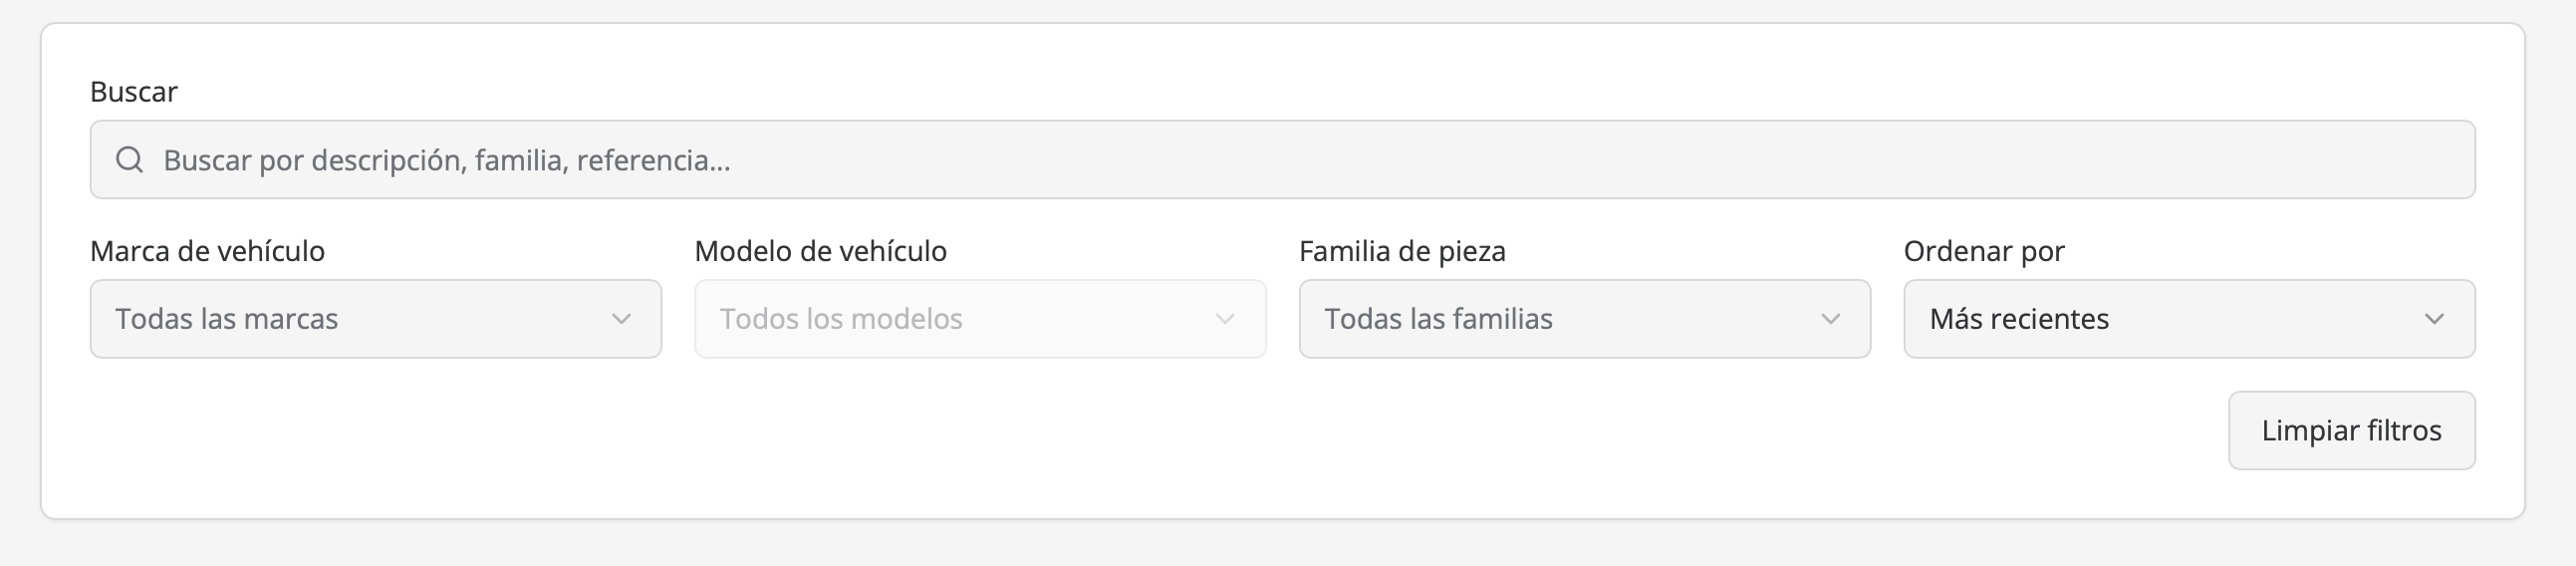 Buscar
Buscar por descripción, familia, referencia...
Marca de vehículo
Modelo de vehículo
Familia de pieza
Ordenar por
Todas las marcas
Todos los modelos
Todas las familias
Más recientes
Limpiar filtros